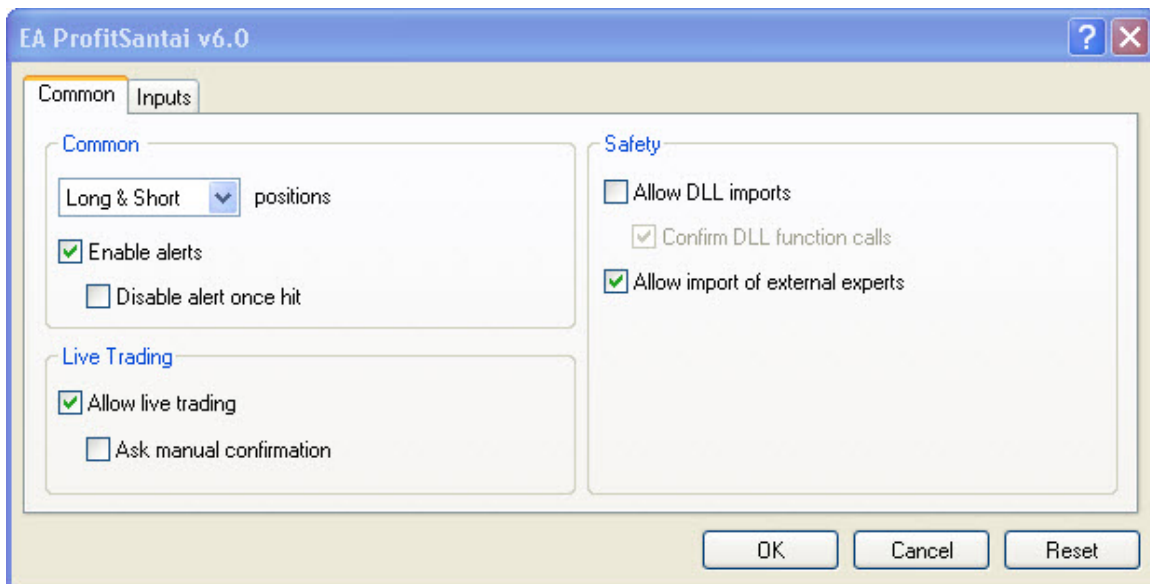 EA ProfitSantai v6.0
Common
Inputs
Common
Long & Short positions
Enable alerts
Disable alert once hit
Live Trading
Allow live trading
Ask manual confirmation
Safety
Allow DLL imports
Confirm DLL function calls
Allow import of external experts
OK
Cancel
Reset